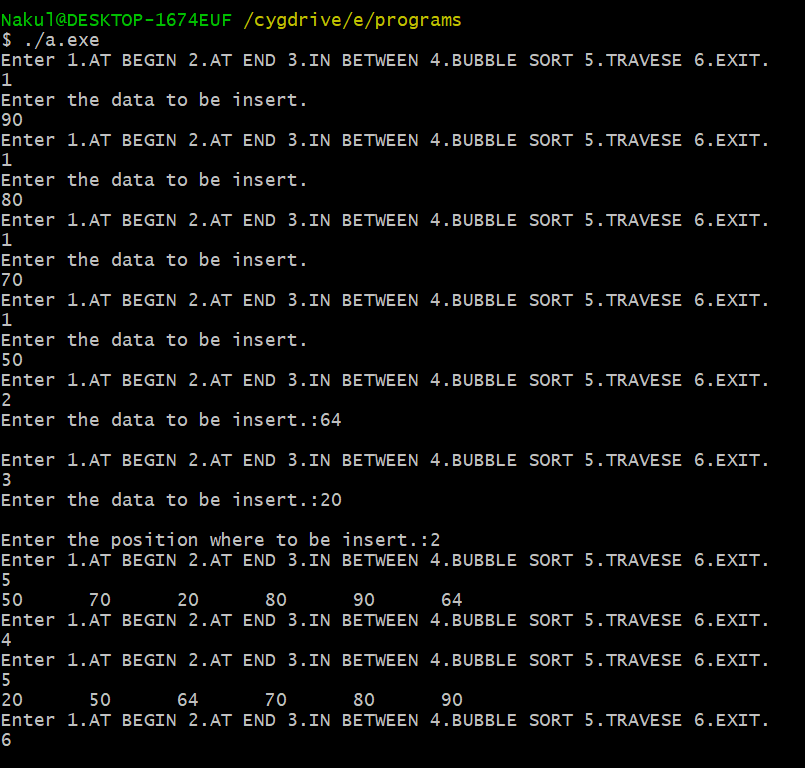 Nakul@DESKTOP-1674EUF /cygdrive/e/programs
$ ./a.exe
Enter 1.AT BEGIN 2.AT END 3.IN BETWEEN 4.BUBBLE SORT 5.TRAVESE 6.EXIT.
1
Enter the data to be insert.
90
Enter 1.AT BEGIN 2.AT END 3.IN BETWEEN 4.BUBBLE SORT 5.TRAVESE 6.EXIT.
1
Enter the data to be insert.
80
Enter 1.AT BEGIN 2.AT END 3.IN BETWEEN 4.BUBBLE SORT 5.TRAVESE 6.EXIT.
1
Enter the data to be insert.
70
Enter 1.AT BEGIN 2.AT END 3.IN BETWEEN 4.BUBBLE SORT 5.TRAVESE 6.EXIT.
1
Enter the data to be insert.
50
Enter 1.AT BEGIN 2.AT END 3.IN BETWEEN 4.BUBBLE SORT 5.TRAVESE 6.EXIT.
2
Enter the data to be insert.:64
Enter 1.AT BEGIN 2.AT END 3.IN BETWEEN 4.BUBBLE SORT 5.TRAVESE 6.EXIT.
3
Enter the data to be insert.:20
Enter the position where to be insert.:2
Enter 1.AT BEGIN 2.AT END 3.IN BETWEEN 4.BUBBLE SORT 5.TRAVESE 6.EXIT.
5
50      70      20      80      90      64
Enter 1.AT BEGIN 2.AT END 3.IN BETWEEN 4.BUBBLE SORT 5.TRAVESE 6.EXIT.
4
Enter 1.AT BEGIN 2.AT END 3.IN BETWEEN 4.BUBBLE SORT 5.TRAVESE 6.EXIT.
5
20      50      64      70      80      90
Enter 1.AT BEGIN 2.AT END 3.IN BETWEEN 4.BUBBLE SORT 5.TRAVESE 6.EXIT.
6